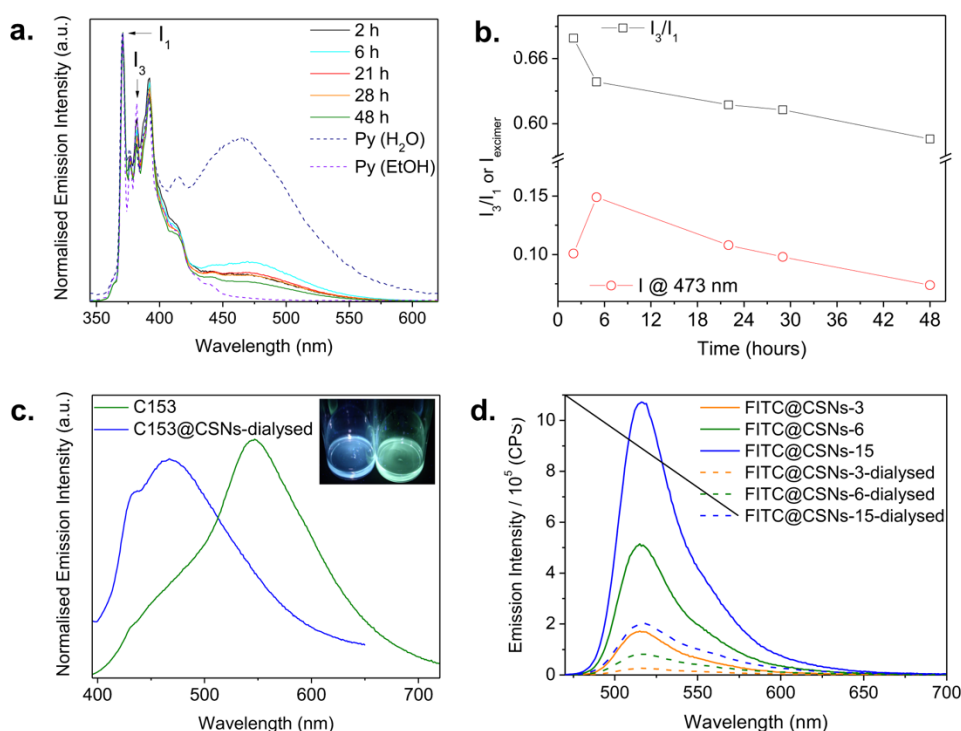 a.
I₁
I₃
2 h
6 h
21 h
28 h
48 h
Py (H₂O)
Py (EtOH)
Normalised Emission Intensity (a.u.)
350 400 450 500 550 600
Wavelength (nm)
b.
I₃/I₁
0.66
0.60
0.15
0.10
I₃/I₁ or I_excimer
I @ 473 nm
0 6 12 18 24 30 36 42 48
Time (hours)
c.
C153
C153@CSNs-dialysed
Normalised Emission Intensity (a.u.)
400 450 500 550 600 650 700
Wavelength (nm)
d.
FITC@CSNs-3
FITC@CSNs-6
FITC@CSNs-15
FITC@CSNs-3-dialysed
FITC@CSNs-6-dialysed
FITC@CSNs-15-dialysed
Emission Intensity / 10⁵ (CPS)
10
8
6
4
2
0
500 550 600 650 700
Wavelength (nm)